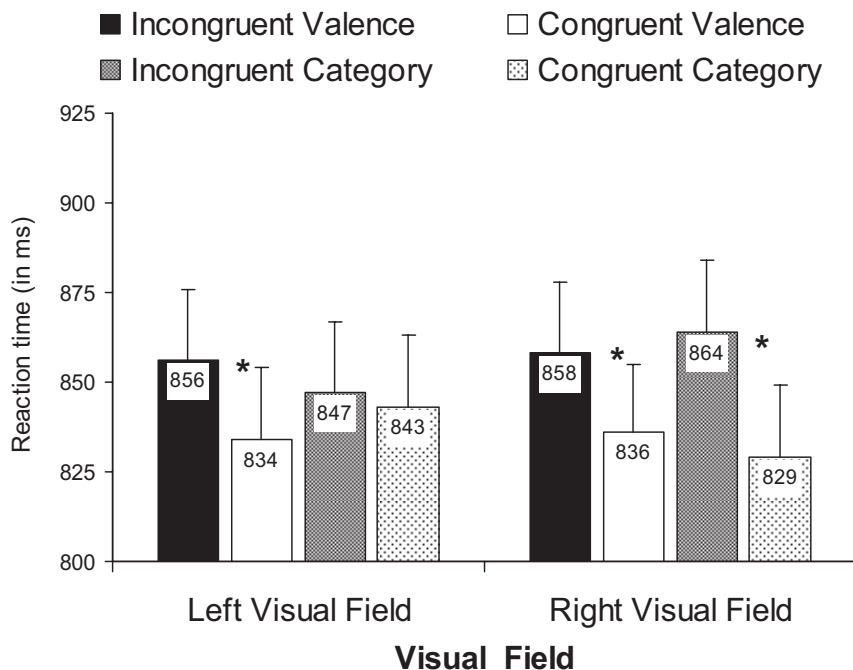 Incongruent Valence
Congruent Valence
Incongruent Category
Congruent Category
925
900
875
850
825
800
Reaction time (in ms)
856
*
834
847
843
858
*
836
864
*
829
Left Visual Field
Right Visual Field
Visual Field